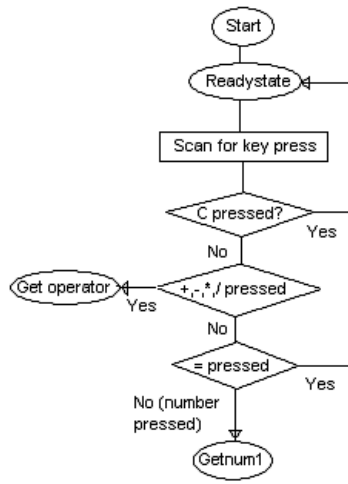 Start
Readystate
Scan for key press
C pressed?
Yes
No
Get operator
+,-,*,/ pressed
Yes
No
= pressed
Yes
No (number
pressed)
Getnum1